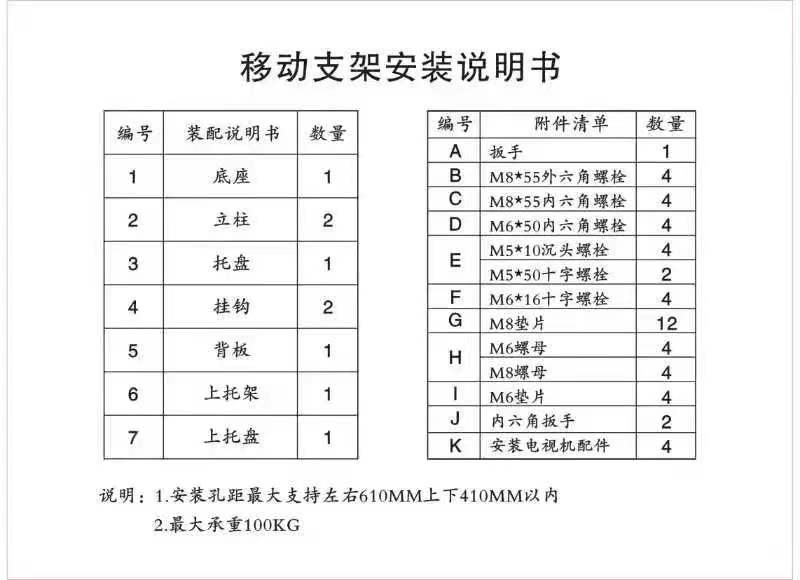 移动支架安装说明书
编号 装配说明书 数量
1 底座 1
2 立柱 2
3 托盘 1
4 挂钩 2
5 背板 1
6 上托架 1
7 上托盘 1
编号 附件清单 数量
A 扳手 1
B M8*55外六角螺栓 4
C M8*55内六角螺栓 4
D M6*50内六角螺栓 4
E M5*10沉头螺栓 4
M5*50十字螺栓 2
F M6*16十字螺栓 4
G M8垫片 12
H M6螺母 4
M8螺母 4
I M6垫片 4
J 内六角扳手 2
K 安装电视机配件 4
说明：1.安装孔距最大支持左右610MM上下410MM以内
2.最大承重100KG